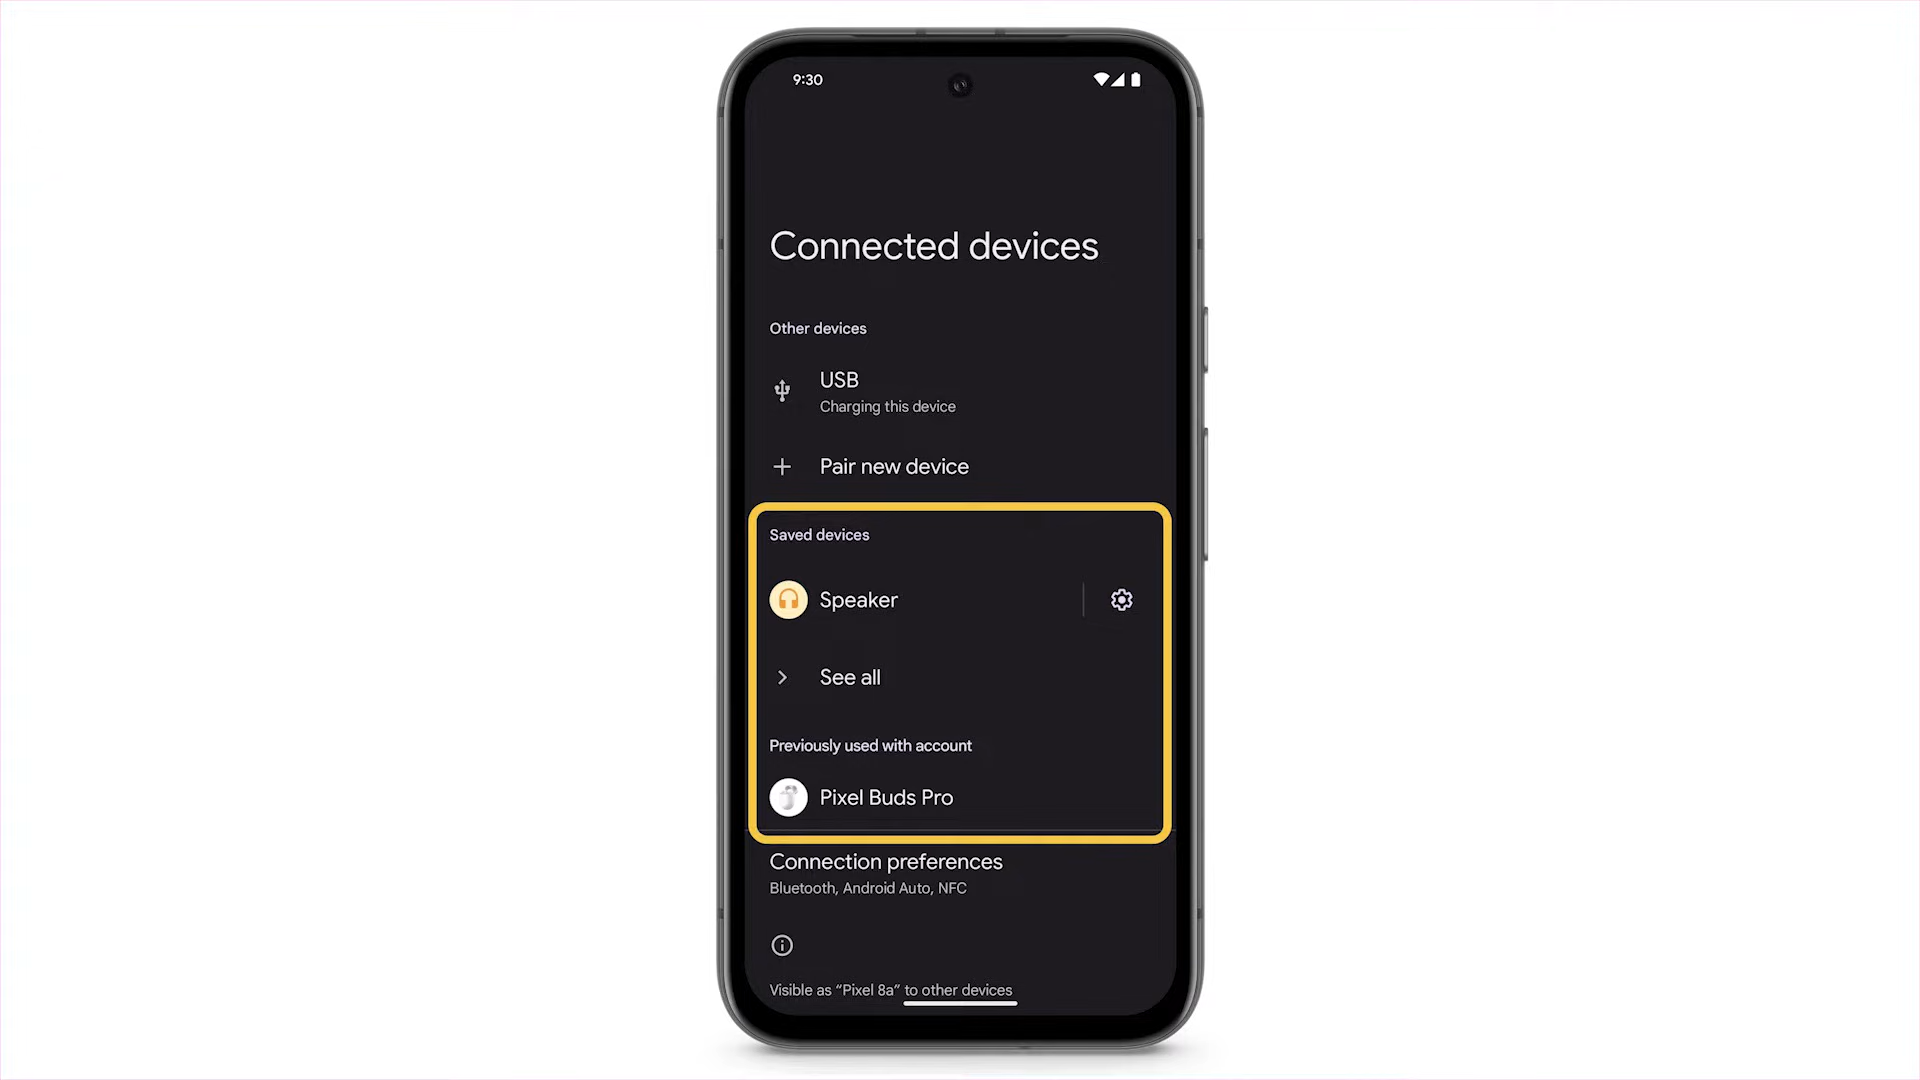 9:30
Connected devices
Other devices
USB
Charging this device
Pair new device
Saved devices
Speaker
See all
Previously used with account
Pixel Buds Pro
Connection preferences
Bluetooth, Android Auto, NFC
Visible as “Pixel 8a” to other devices